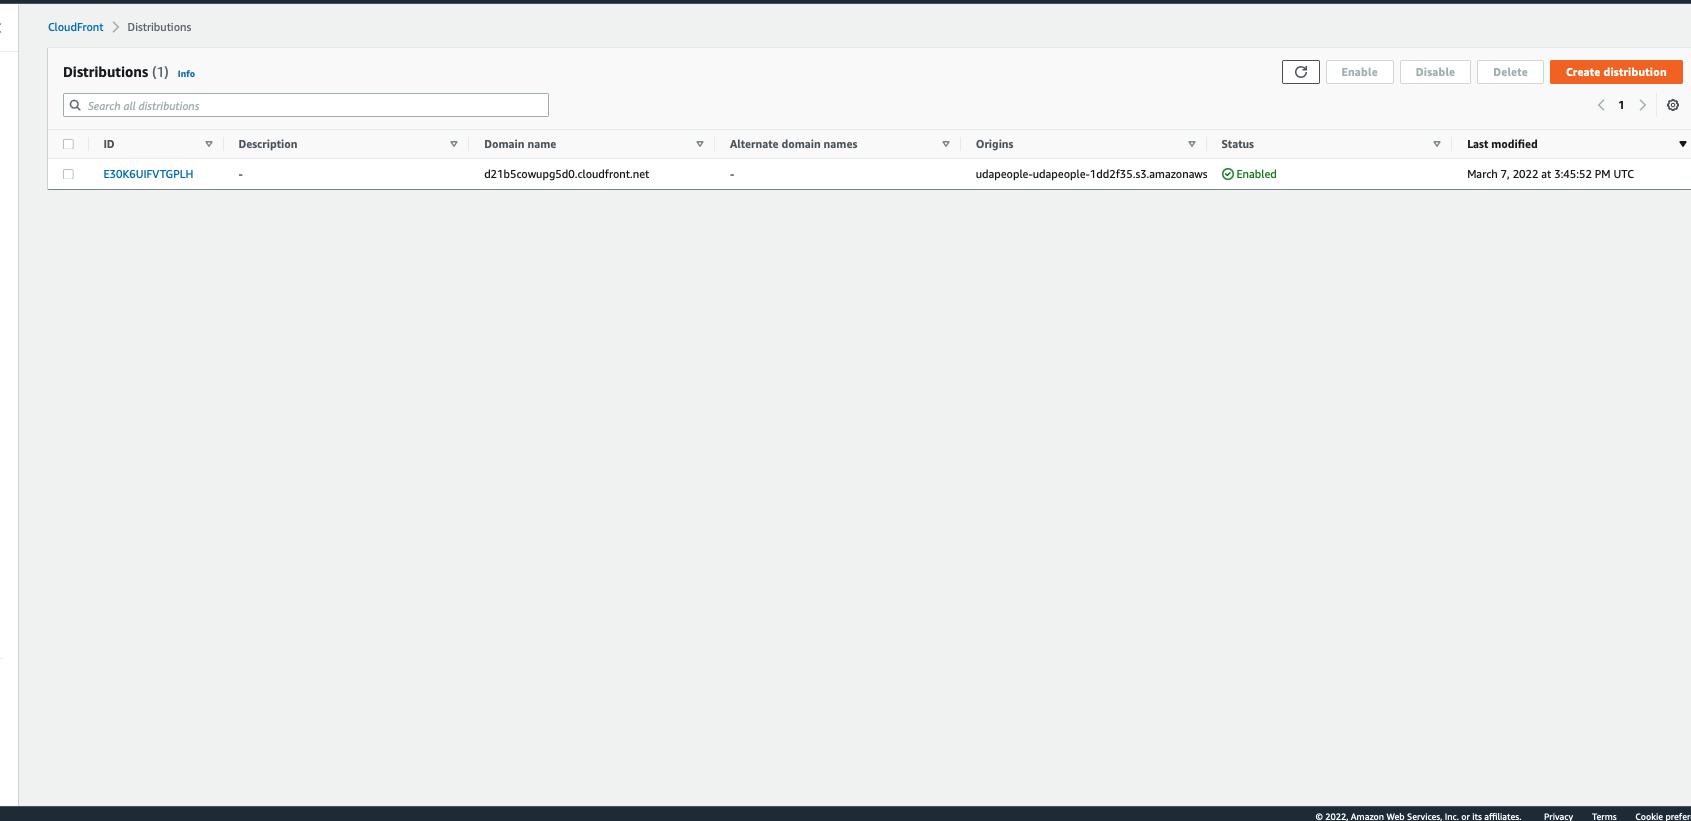 CloudFront > Distributions
Distributions (1) Info
Enable Disable Delete Create distribution
Search all distributions
1
ID Description Domain name Alternate domain names Origins Status Last modified
E30K6UIFVTGPLH - d21b5cowupg5d0.cloudfront.net - udapeople-udapeople-1dd2f35.s3.amazonaws Enabled March 7, 2022 at 3:45:52 PM UTC
© 2022, Amazon Web Services, Inc. or its affiliates. Privacy Terms Cookie prefer